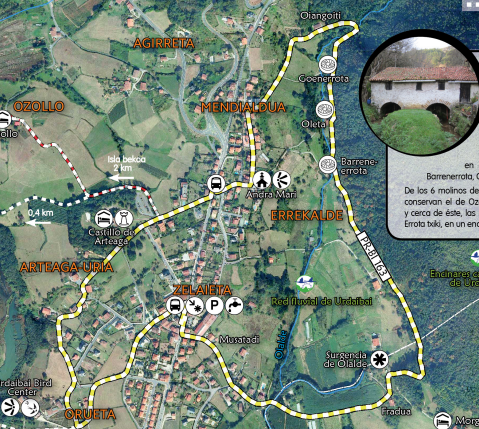 Oiangoiti
AGIRRETA
Goenerrota
OZOLLO
MENDIALDUA
Oleta
ollo
Isla bekoa
2 km
Barrene-
errota
en
Barrenerrota, O
Andra Mari
De los 6 molinos de
conservan el de Oz
y cerca de éste, las
Errota txiki, en un enc
0,4 km
Castillo de
Arteaga
ERREKALDE
PR-BI 163
ARTEAGA-URIA
Encinares ca
de Urd
ZELAIETA
P
Red fluvial de Urdaibai
Olalde
Musatadi
Surgencia
de Olalde
rdaibai Bird
Center
ORUETA
Fradua
Morg